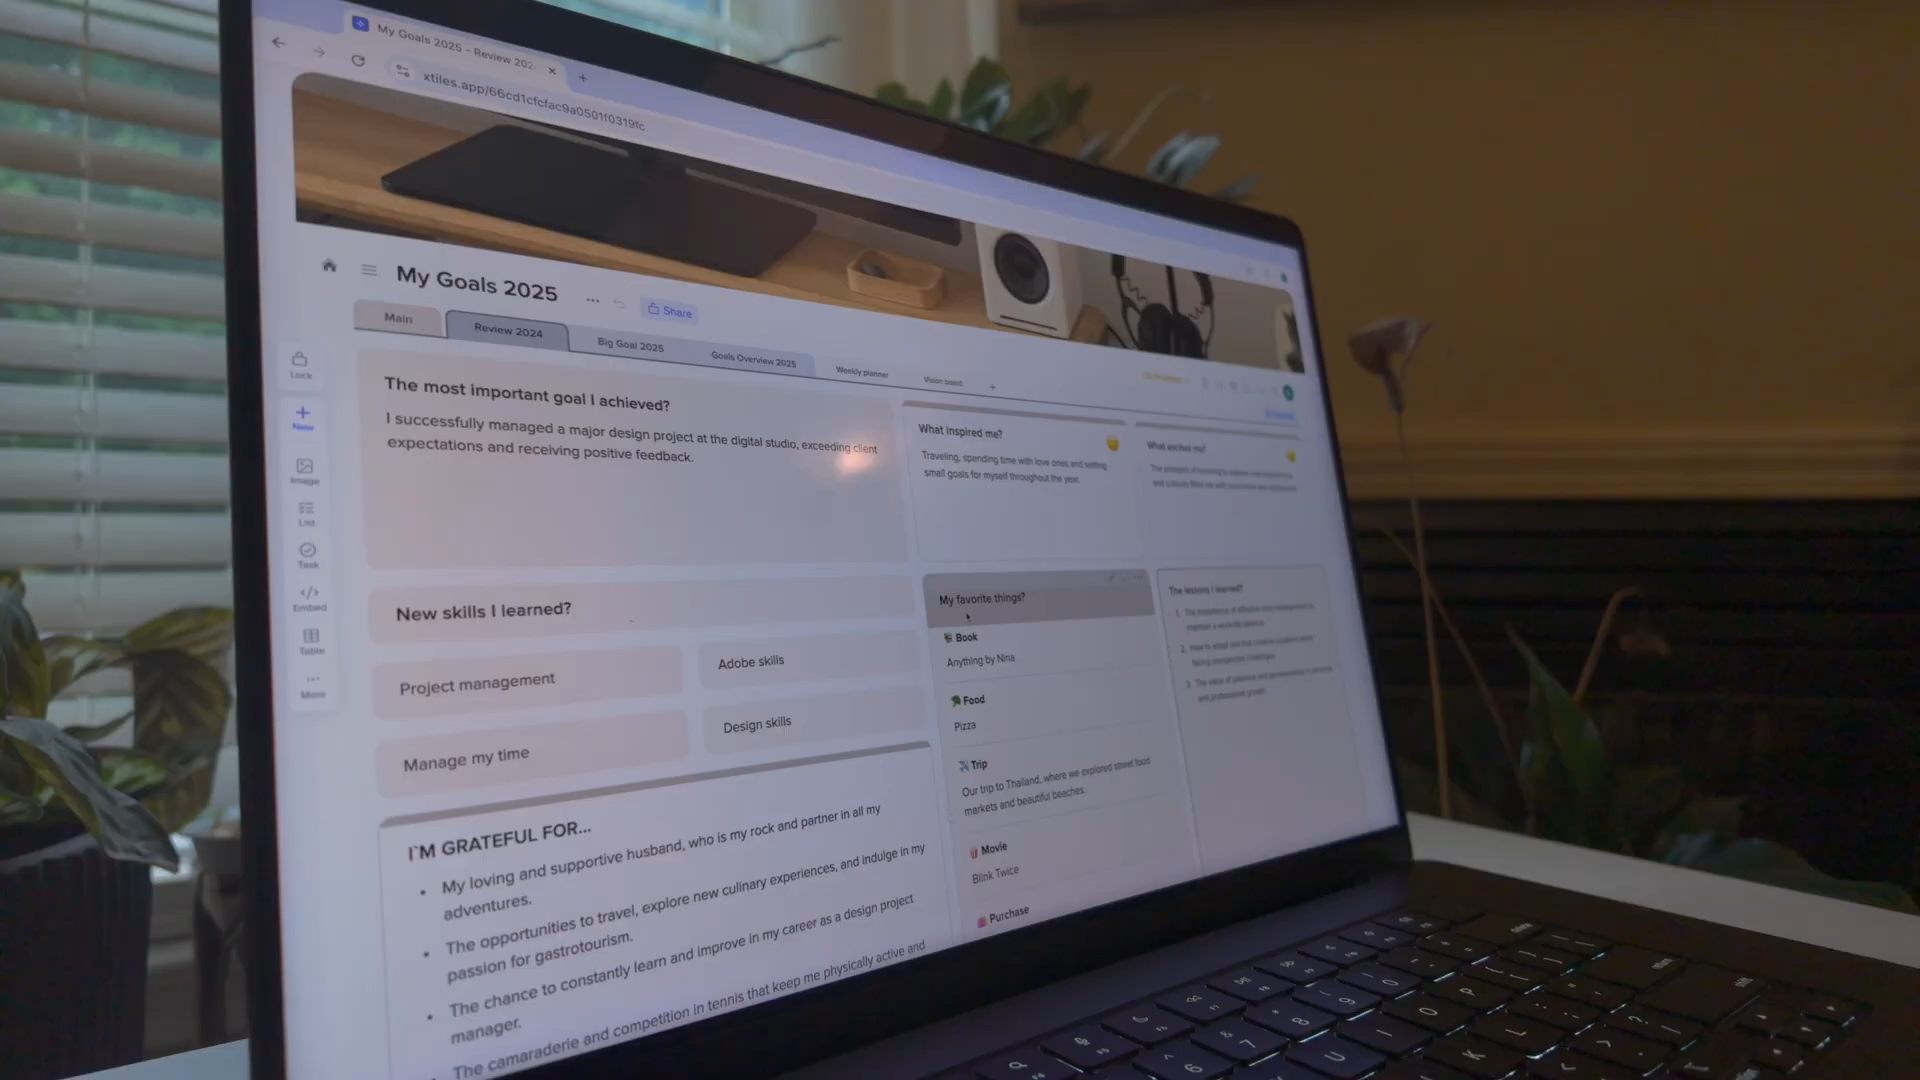 My Goals 2025 - Review 202
xtiles.app/66cd1cfcfac9a0501f0319fc
My Goals 2025
...
Share
Main
Review 2024
Big Goal 2025
Goals Overview 2025
Weekly planner
Vision board
+
Lock
New
Image
List
Task
Embed
Table
More
The most important goal I achieved?
I successfully managed a major design project at the digital studio, exceeding client
expectations and receiving positive feedback.
What inspired me?
Traveling, spending time with love ones and setting
small goals for myself throughout the year.
What excited me?
New skills I learned?
Project management
Adobe skills
Manage my time
Design skills
My favorite things?
Book
Anything by Nina
Food
Pizza
Trip
Our trip to Thailand, where we explored street food
markets and beautiful beaches.
Movie
Blink Twice
Purchase
The lessons I learned?
1.
2.
3.
and professional growth.
I`M GRATEFUL FOR...
• My loving and supportive husband, who is my rock and partner in all my
adventures.
• The opportunities to travel, explore new culinary experiences, and indulge in my
passion for gastrotourism.
• The chance to constantly learn and improve in my career as a design project
manager.
• The camaraderie and competition in tennis that keep me physically active and